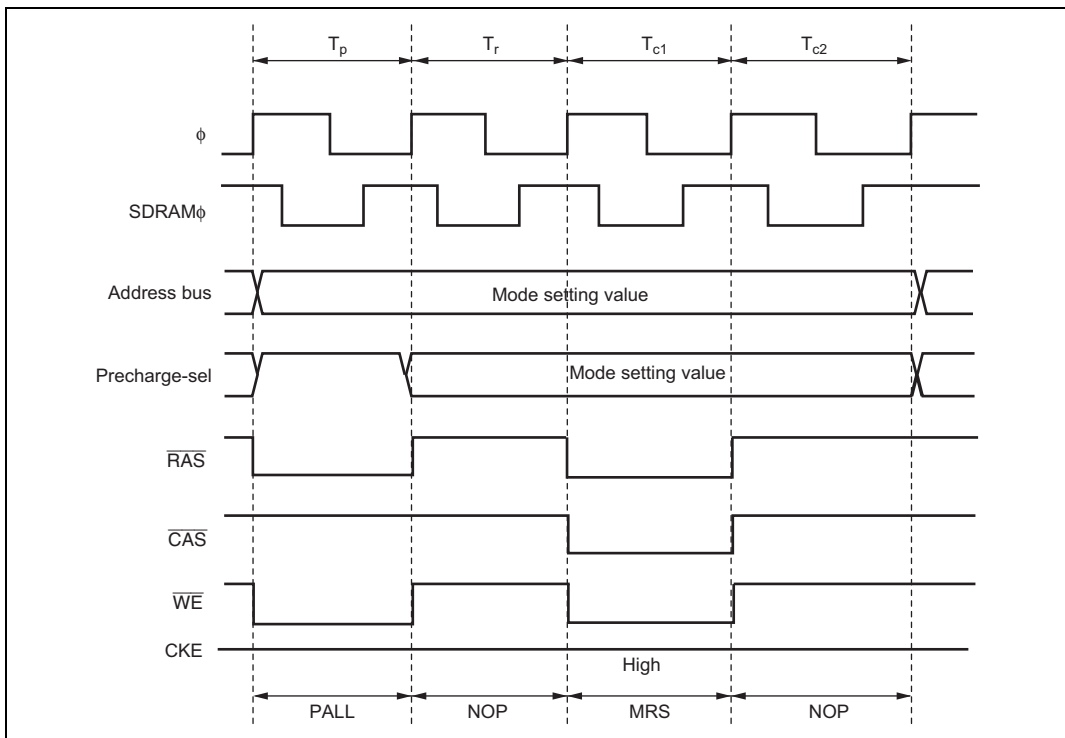 Tp Tr Tc1 Tc2
ϕ
SDRAMϕ
Address bus Mode setting value
Precharge-sel Mode setting value
RAS
CAS
WE
CKE
High
PALL NOP MRS NOP